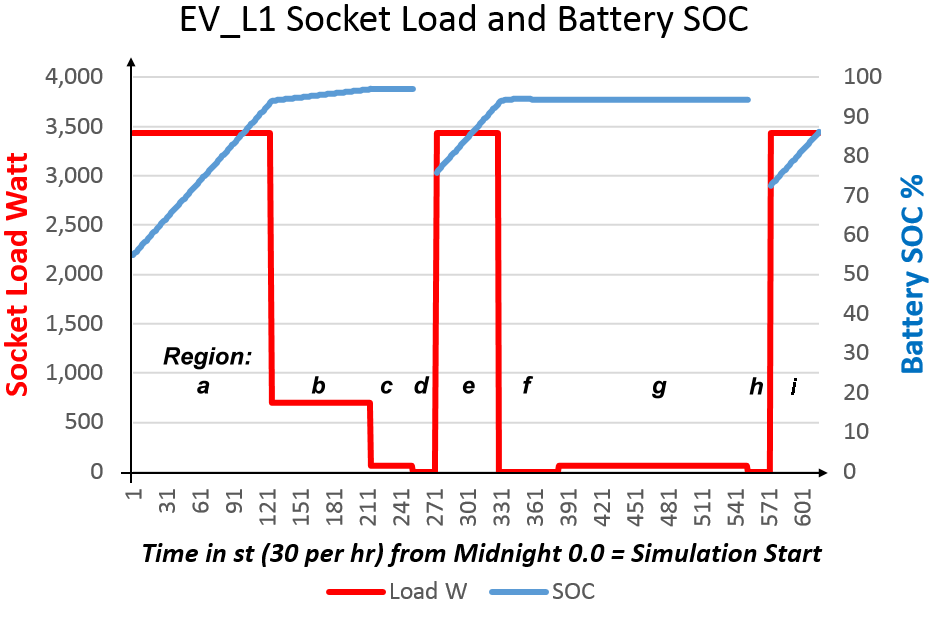 EV_L1 Socket Load and Battery SOC
Socket Load Watt
4,000
3,500
3,000
2,500
2,000
1,500
1,000
500
0
100
90
80
70
60
50
40
30
20
10
0
Battery SOC %
Region:
a b c d e f g h i
1 31 61 91 121 151 181 211 241 271 301 331 361 391 421 451 481 511 541 571 601
Time in st (30 per hr) from Midnight 0.0 = Simulation Start
Load W SOC